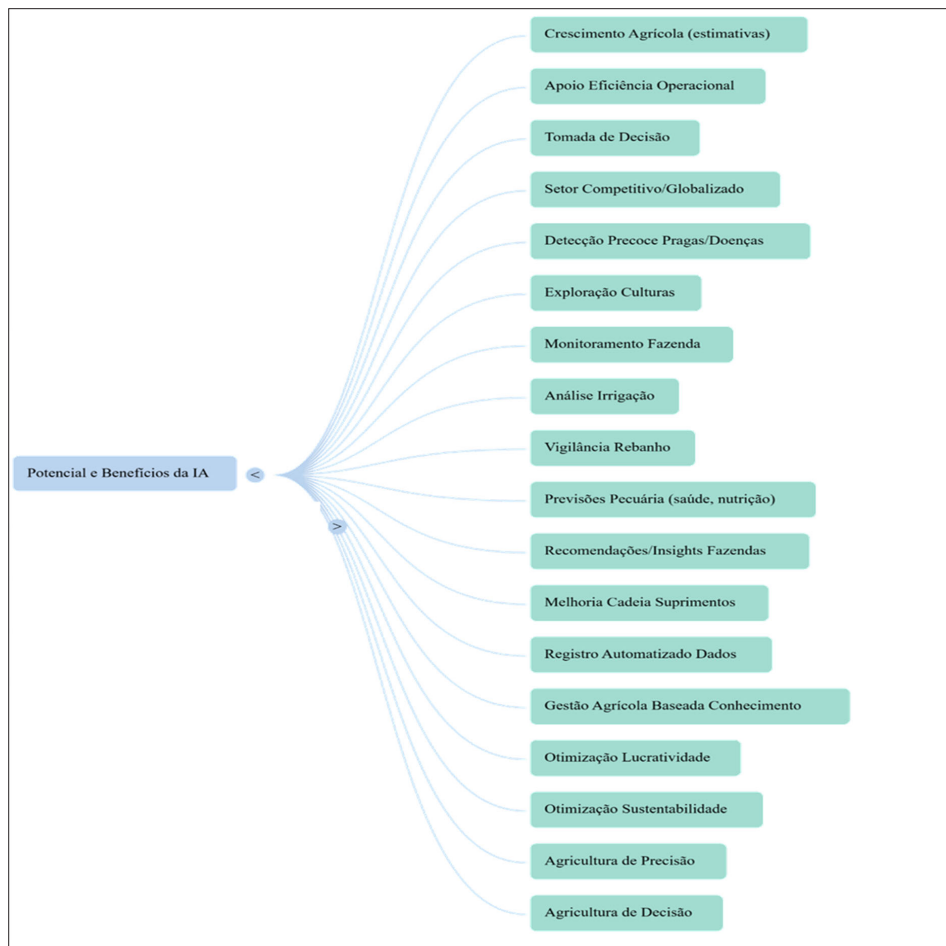 Crescimento Agrícola (estimativas)
Apoio Eficiência Operacional
Tomada de Decisão
Setor Competitivo/Globalizado
Detecção Precoce Pragas/Doenças
Exploração Culturas
Monitoramento Fazenda
Análise Irrigação
Vigilância Rebanho
Potencial e Benefícios da IA
<
Previsões Pecuária (saúde, nutrição)
>
Recomendações/Insights Fazendas
Melhoria Cadeia Suprimentos
Registro Automatizado Dados
Gestão Agrícola Baseada Conhecimento
Otimização Lucratividade
Otimização Sustentabilidade
Agricultura de Precisão
Agricultura de Decisão